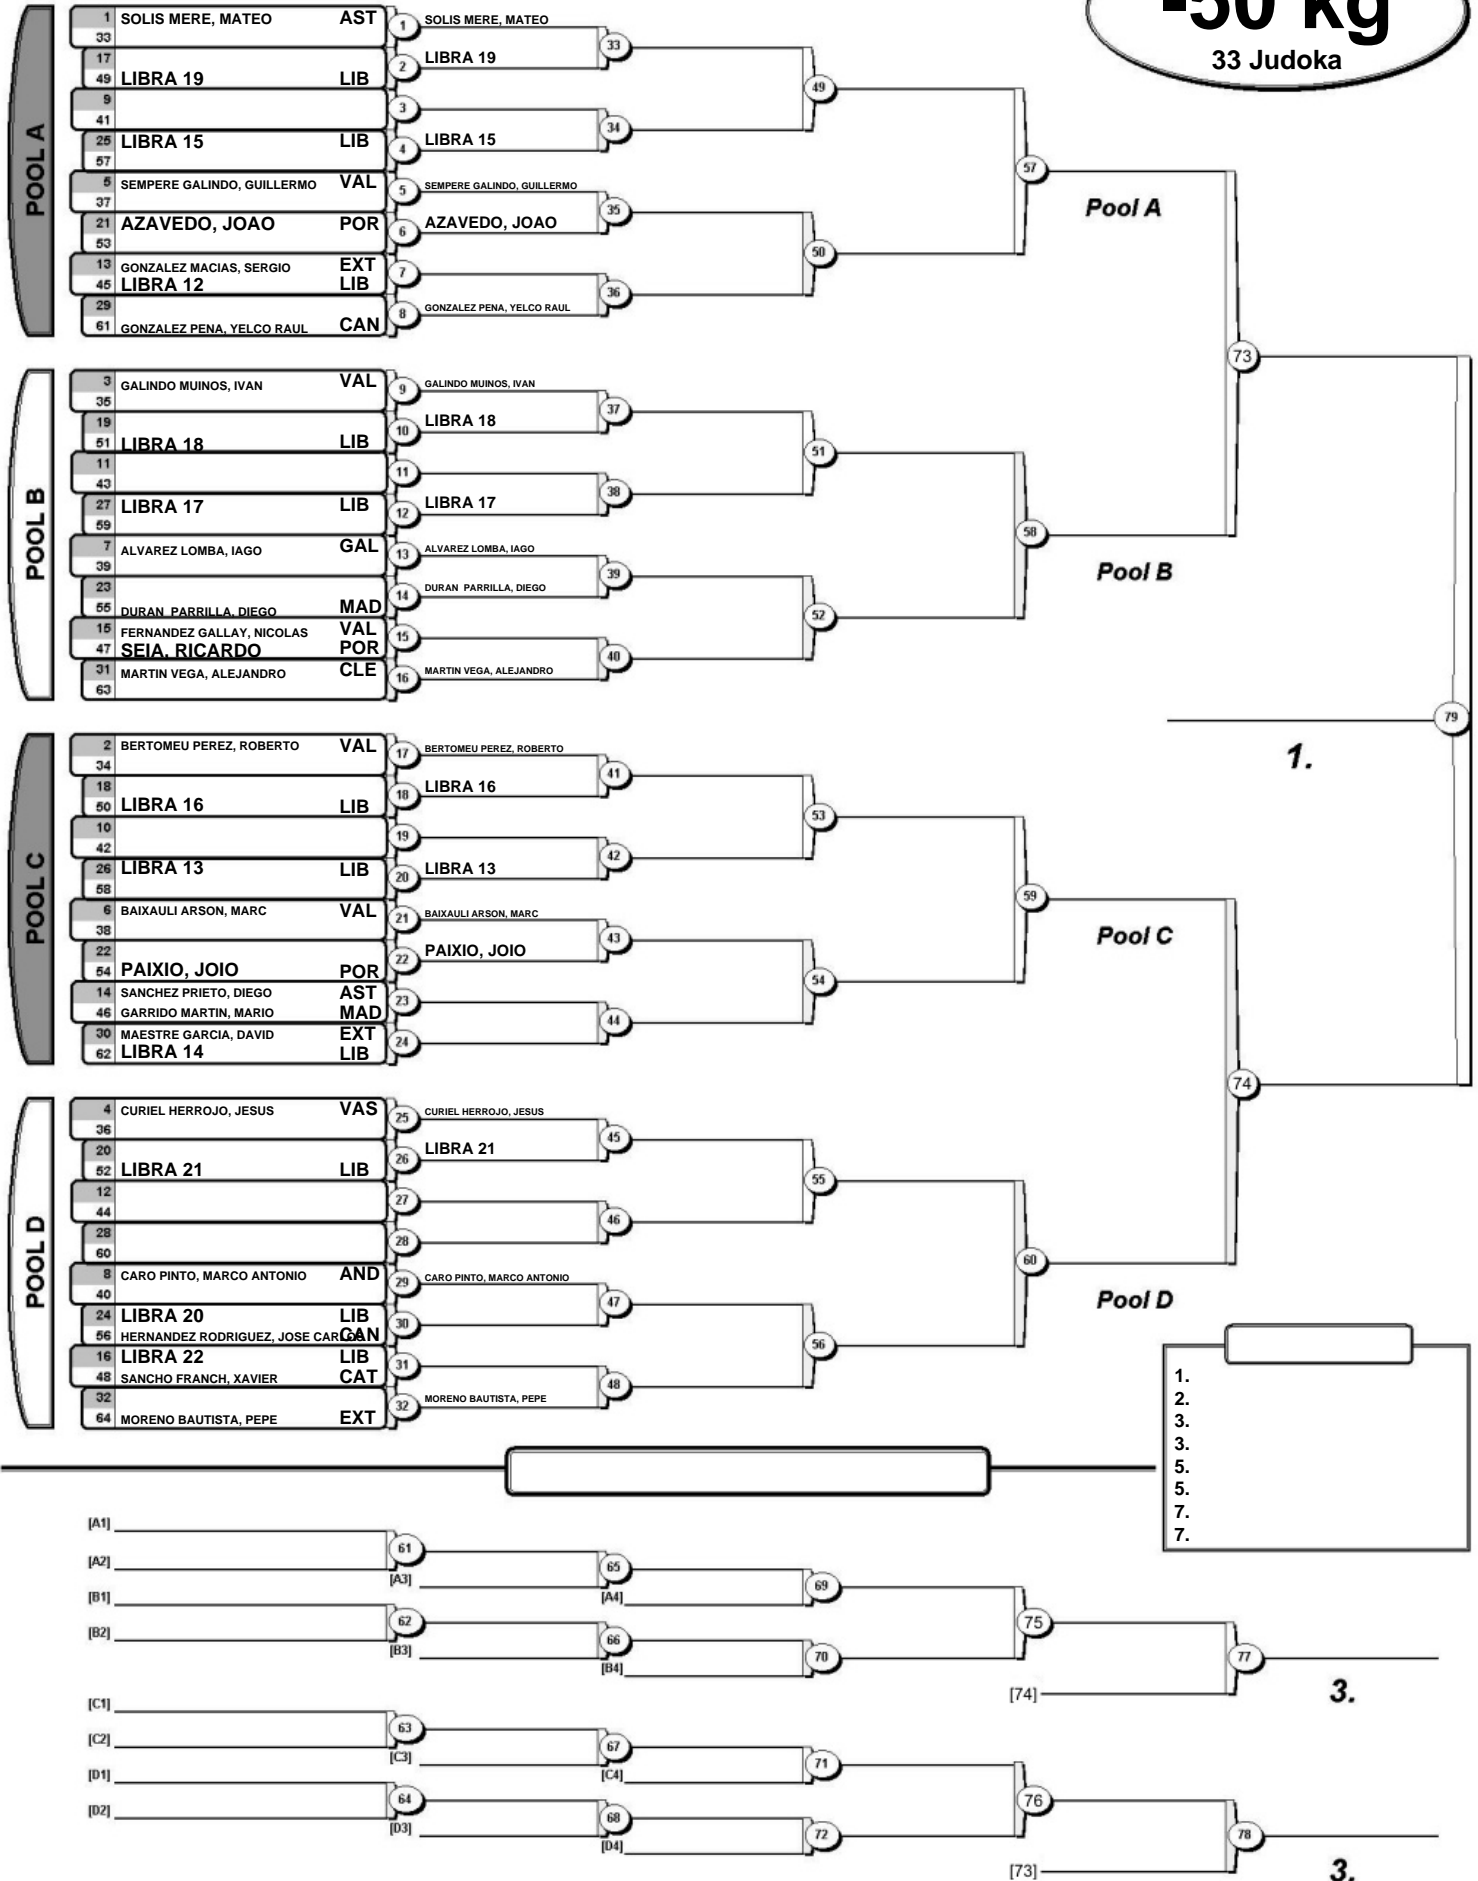 -50 kg
33 Judoka
POOL A
1 SOLIS MERE, MATEO AST 1 SOLIS MERE, MATEO
33
33
17
2 LIBRA 19
49 LIBRA 19 LIB
49
9
3
41
34
25 LIBRA 15 LIB 4 LIBRA 15
57
57
5 SEMPERE GALINDO, GUILLERMO VAL 5 SEMPERE GALINDO, GUILLERMO
37
35
Pool A
21 AZAVEDO, JOAO POR 6 AZAVEDO, JOAO
53
50
13 GONZALEZ MACIAS, SERGIO EXT
7
45 LIBRA 12 LIB
36
29
8 GONZALEZ PENA, YELCO RAUL
61 GONZALEZ PENA, YELCO RAUL CAN
73
POOL B
3 GALINDO MUINOS, IVAN VAL 9 GALINDO MUINOS, IVAN
35
37
19
10 LIBRA 18
51 LIBRA 18 LIB
51
11
11
43
38
27 LIBRA 17 LIB 12 LIBRA 17
59
58
7 ALVAREZ LOMBA, IAGO GAL 13 ALVAREZ LOMBA, IAGO
39
39
Pool B
23
14 DURAN PARRILLA, DIEGO
55 DURAN PARRILLA, DIEGO MAD
52
15 FERNANDEZ GALLAY, NICOLAS VAL
15
47 SEIA, RICARDO POR
40
31 MARTIN VEGA, ALEJANDRO CLE 16 MARTIN VEGA, ALEJANDRO
63
79
1.
POOL C
2 BERTOMEU PEREZ, ROBERTO VAL 17 BERTOMEU PEREZ, ROBERTO
34
41
18
18 LIBRA 16
50 LIBRA 16 LIB
53
10
19
42
42
26 LIBRA 13 LIB 20 LIBRA 13
58
59
6 BAIXAULI ARSON, MARC VAL 21 BAIXAULI ARSON, MARC
38
43
Pool C
22
22 PAIXIO, JOIO
54 PAIXIO, JOIO POR
54
14 SANCHEZ PRIETO, DIEGO AST
23
46 GARRIDO MARTIN, MARIO MAD
44
30 MAESTRE GARCIA, DAVID EXT
24
62 LIBRA 14 LIB
74
POOL D
4 CURIEL HERROJO, JESUS VAS 25 CURIEL HERROJO, JESUS
36
45
20
26 LIBRA 21
52 LIBRA 21 LIB
55
12
27
44
46
28
28
60
60
8 CARO PINTO, MARCO ANTONIO AND 29 CARO PINTO, MARCO ANTONIO
40
47
Pool D
24 LIBRA 20 LIB
30
56 HERNANDEZ RODRIGUEZ, JOSE CARLOS CAN
56
16 LIBRA 22 LIB
31
48 SANCHO FRANCH, XAVIER CAT
48
32
32 MORENO BAUTISTA, PEPE
64 MORENO BAUTISTA, PEPE EXT
1.
2.
3.
3.
5.
5.
7.
7.
[A1]
61
[A2]
65
[A3]
69
[A4]
[B1]
62
75
[B2]
66
[B3]
70
77
[B4]
[74]
3.
[C1]
63
[C2]
67
[C3]
71
[C4]
[D1]
64
76
[D2]
68
[D3]
72
78
[D4]
[73]
3.